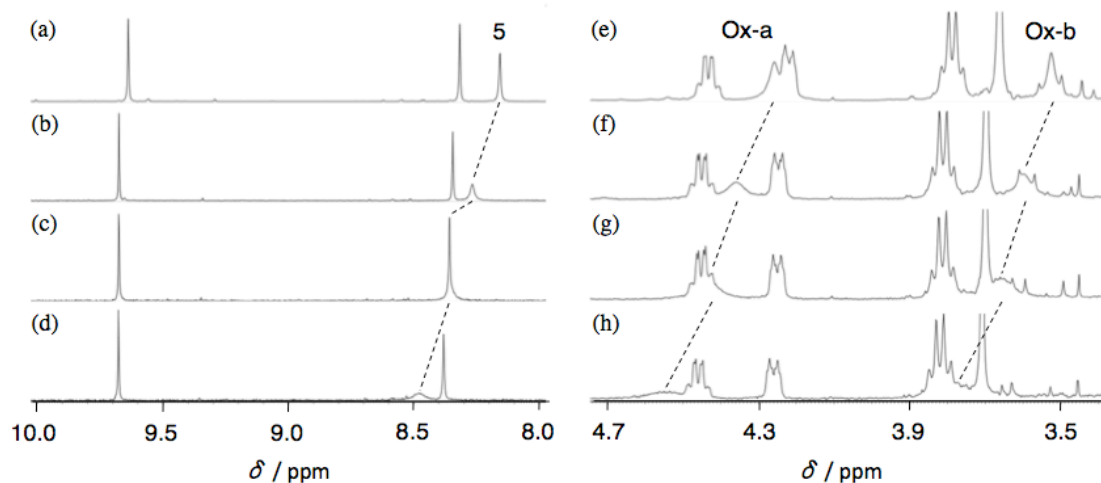 (a)
5
(b)
(c)
(d)
10.0 9.5 9.0 8.5 8.0
δ / ppm
(e)
Ox-a
Ox-b
(f)
(g)
(h)
4.7 4.3 3.9 3.5
δ / ppm